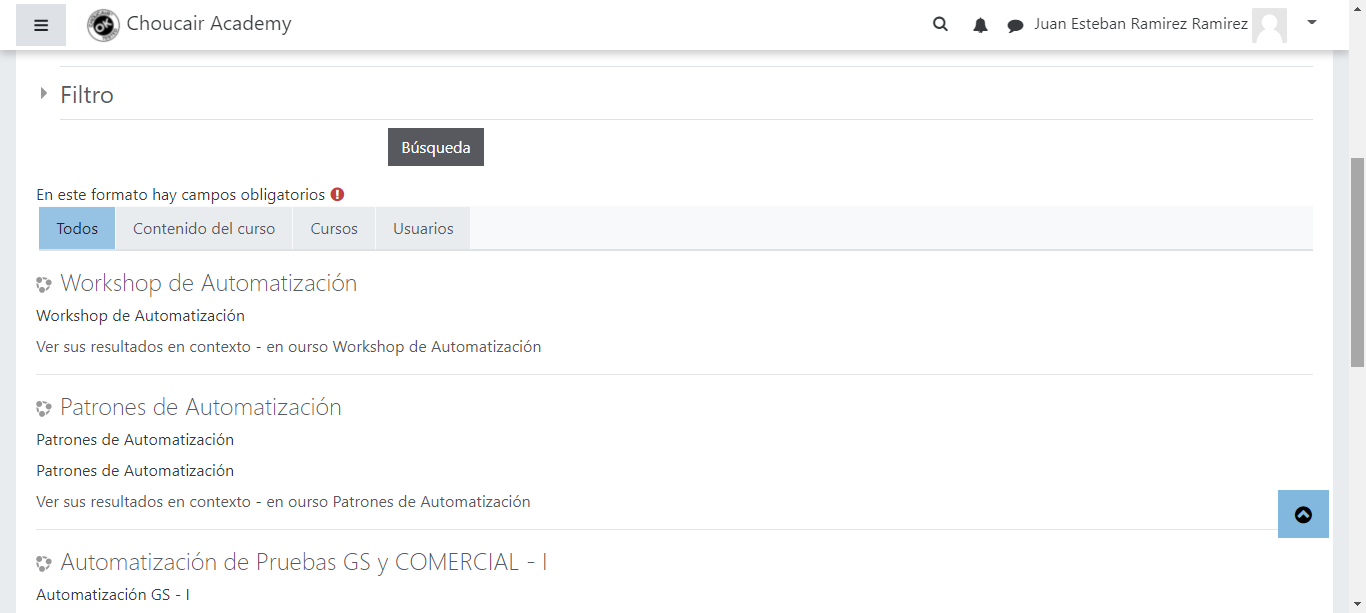 Choucair Academy
Juan Esteban Ramirez Ramirez
Filtro
Búsqueda
En este formato hay campos obligatorios
Todos
Contenido del curso
Cursos
Usuarios
Workshop de Automatización
Workshop de Automatización
Ver sus resultados en contexto - en ourso Workshop de Automatización
Patrones de Automatización
Patrones de Automatización
Patrones de Automatización
Ver sus resultados en contexto - en ourso Patrones de Automatización
Automatización de Pruebas GS y COMERCIAL - I
Automatización GS - I